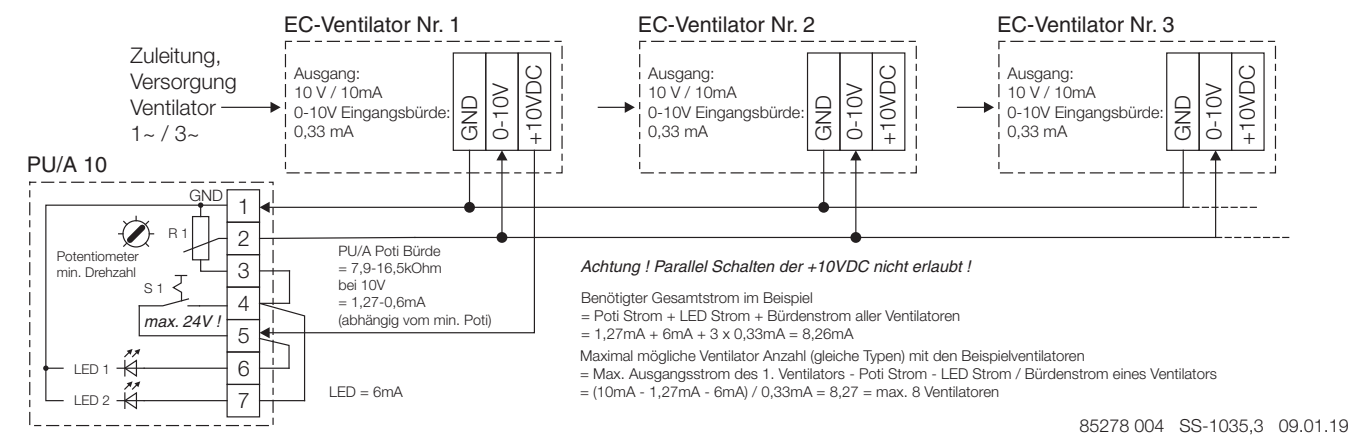 EC-Ventilator Nr. 1
EC-Ventilator Nr. 2
EC-Ventilator Nr. 3
Zuleitung,
Versorgung
Ventilator
1~ / 3~
Ausgang:
10 V / 10mA
0-10V Eingangsbürde:
0,33 mA
GND
0-10V
+10VDC
Ausgang:
10 V / 10mA
0-10V Eingangsbürde:
0,33 mA
GND
0-10V
+10VDC
Ausgang:
10 V / 10mA
0-10V Eingangsbürde:
0,33 mA
GND
0-10V
+10VDC
PU/A 10
GND
1
2
3
4
5
6
7
R1
Potentiometer
min. Drehzahl
S 1
max. 24V !
LED 1
LED 2
PU/A Poti Bürde
= 7,9-16,5kOhm
bei 10V
= 1,27-0,6mA
(abhängig vom min. Poti)
LED = 6mA
Achtung ! Parallel Schalten der +10VDC nicht erlaubt !
Benötigter Gesamtstrom im Beispiel
= Poti Strom + LED Strom + Bürdenstrom aller Ventilatoren
= 1,27mA + 6mA + 3 x 0,33mA = 8,26mA
Maximal mögliche Ventilator Anzahl (gleiche Typen) mit den Beispielventilatoren
= Max. Ausgangsstrom des 1. Ventilators - Poti Strom - LED Strom / Bürdenstrom eines Ventilators
= (10mA - 1,27mA - 6mA) / 0,33mA = 8,27 = max. 8 Ventilatoren
85278 004 SS-1035,3 09.01.19